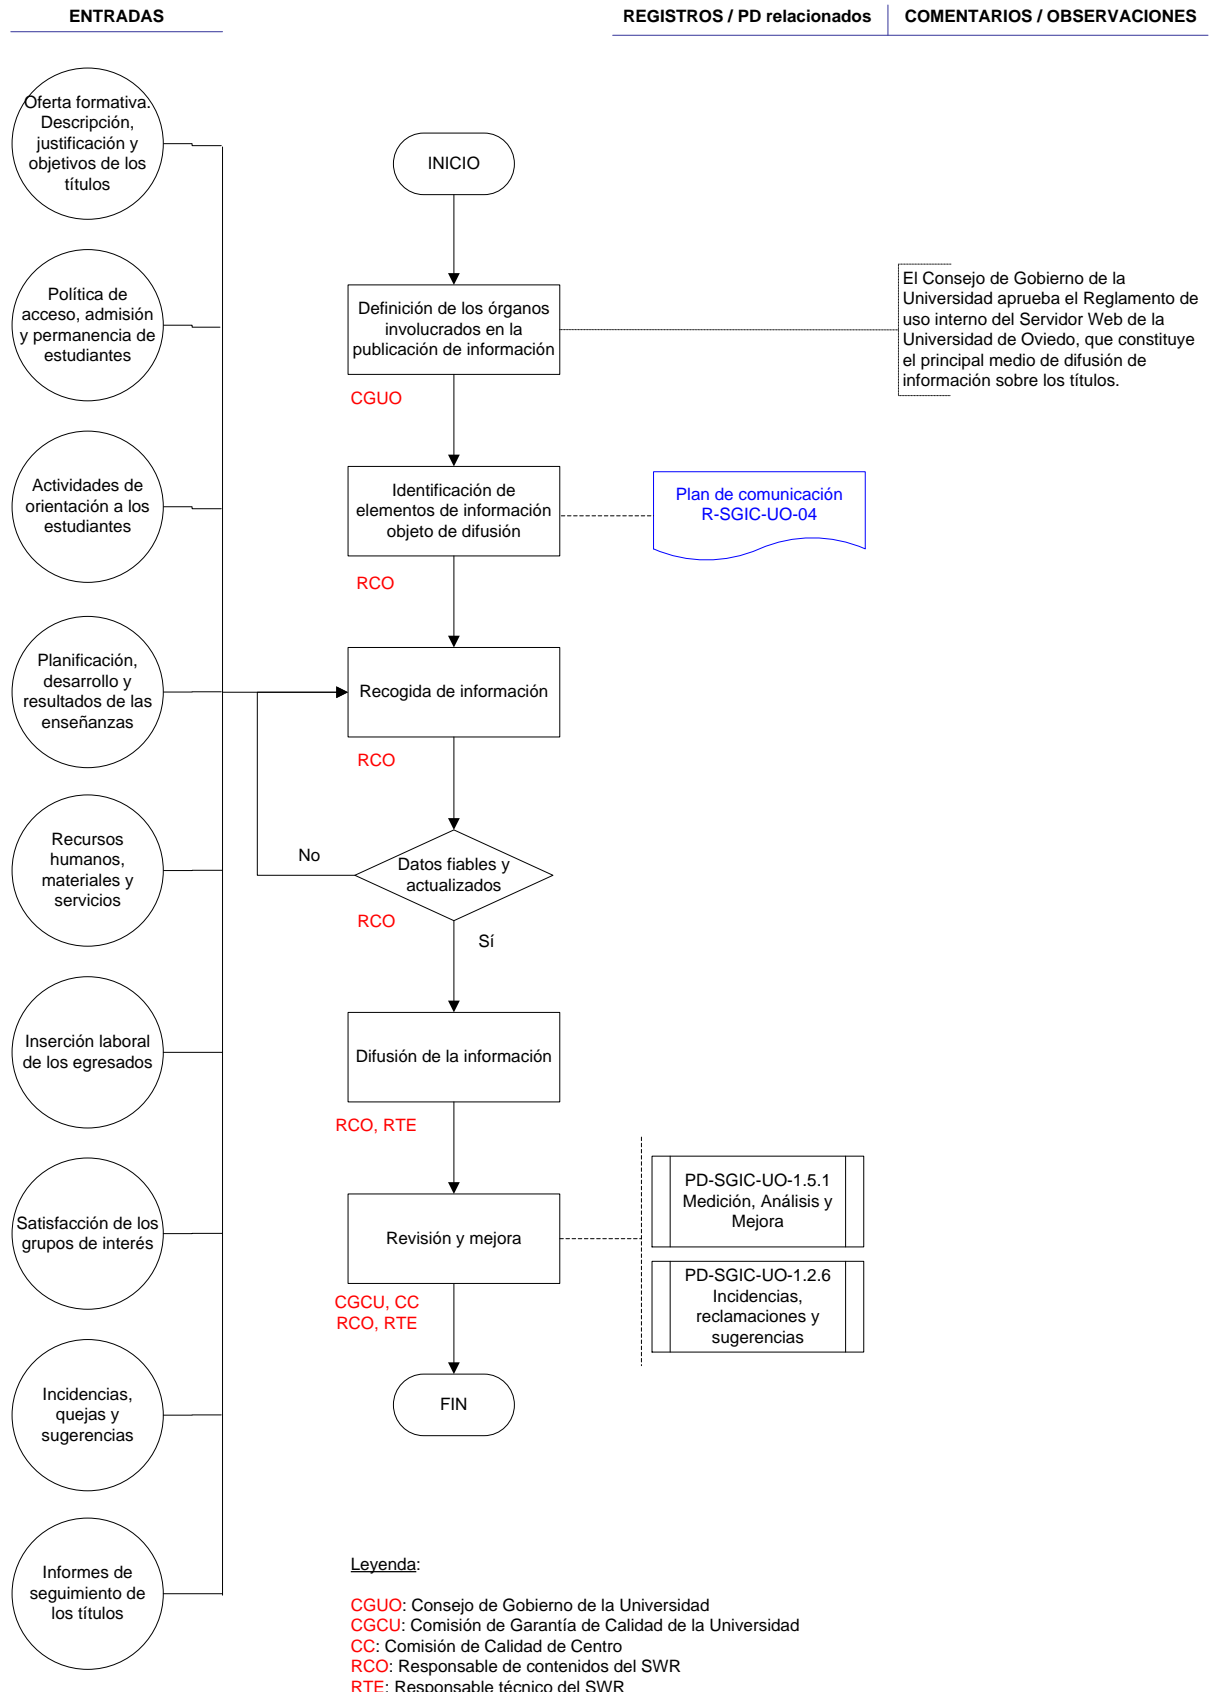 ENTRADAS
REGISTROS / PD relacionados
COMENTARIOS / OBSERVACIONES
Oferta formativa.
Descripción,
justificación y
objetivos de los
títulos
Política de
acceso, admisión
y permanencia de
estudiantes
Actividades de
orientación a los
estudiantes
Planificación,
desarrollo y
resultados de las
enseñanzas
Recursos
humanos,
materiales y
servicios
Inserción laboral
de los egresados
Satisfacción de los
grupos de interés
Incidencias,
quejas y
sugerencias
Informes de
seguimiento de
los títulos
INICIO
Definición de los órganos
involucrados en la
publicación de información
CGUO
El Consejo de Gobierno de la
Universidad aprueba el Reglamento de
uso interno del Servidor Web de la
Universidad de Oviedo, que constituye
el principal medio de difusión de
información sobre los títulos.
Identificación de
elementos de información
objeto de difusión
RCO
Plan de comunicación
R-SGIC-UO-04
Recogida de información
RCO
No
Datos fiables y
actualizados
RCO
Sí
Difusión de la información
RCO, RTE
Revisión y mejora
CGCU, CC
RCO, RTE
PD-SGIC-UO-1.5.1
Medición, Análisis y
Mejora
PD-SGIC-UO-1.2.6
Incidencias,
reclamaciones y
sugerencias
FIN
Leyenda:
CGUO: Consejo de Gobierno de la Universidad
CGCU: Comisión de Garantía de Calidad de la Universidad
CC: Comisión de Calidad de Centro
RCO: Responsable de contenidos del SWR
RTE: Responsable técnico del SWR